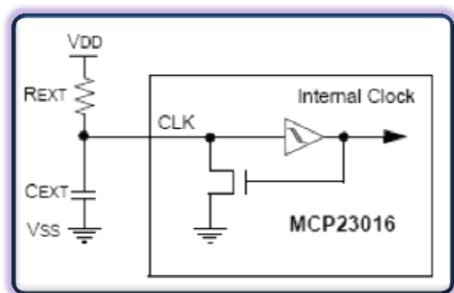 VDD
REXT
Internal Clock
CLK
CEXT
VSS
MCP23016